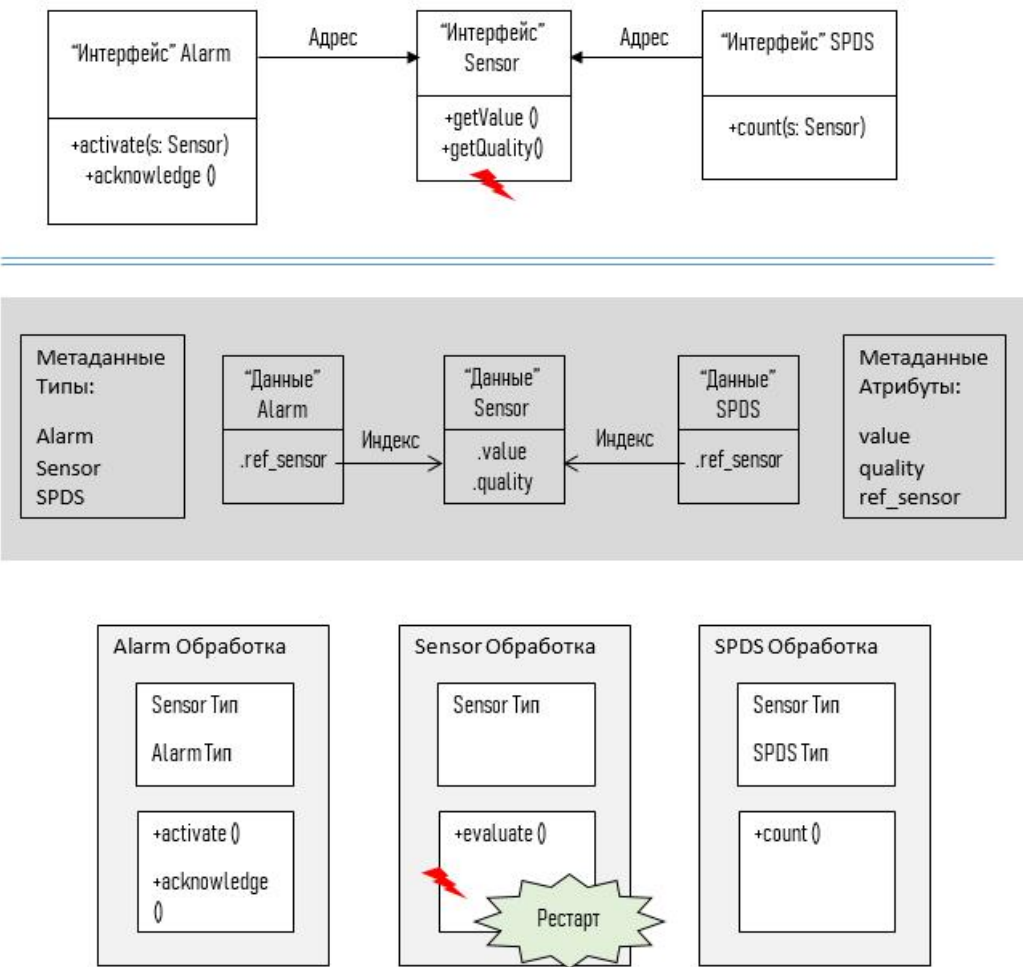 “Интерфейс” Alarm
+activate(s: Sensor)
+acknowledge ()
Адрес
“Интерфейс”
Sensor
+getValue ()
+getQuality()
Адрес
“Интерфейс” SPDS
+count(s: Sensor)
Метаданные
Типы:
Alarm
Sensor
SPDS
“Данные”
Alarm
.ref_sensor
Индекс
“Данные”
Sensor
.value
.quality
Индекс
“Данные”
SPDS
.ref_sensor
Метаданные
Атрибуты:
value
quality
ref_sensor
Alarm Обработка
Sensor Тип
Alarm Тип
+activate ()
+acknowledge
()
Sensor Обработка
Sensor Тип
+evaluate ()
Рестарт
SPDS Обработка
Sensor Тип
SPDS Тип
+count ()